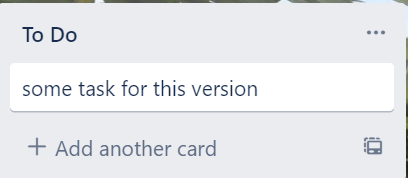 To Do
some task for this version
Add another card